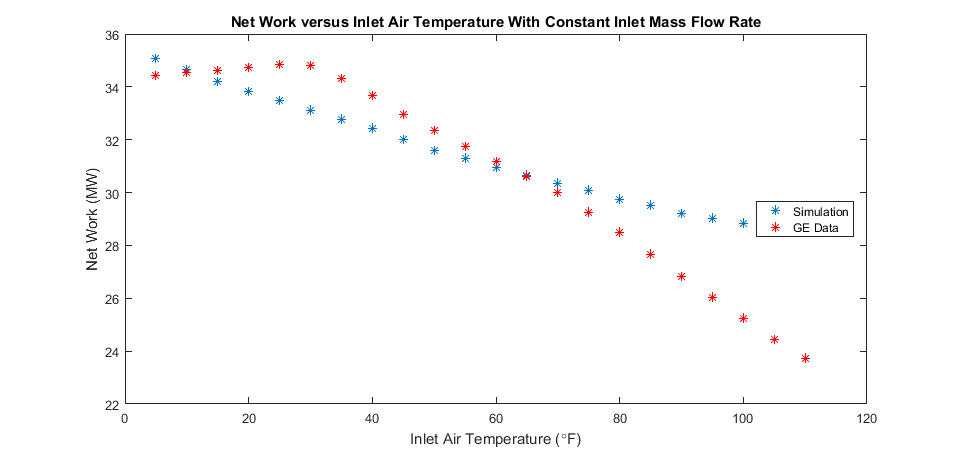 Net Work versus Inlet Air Temperature With Constant Inlet Mass Flow Rate
36
34
32
30
28
26
24
22
Net Work (MW)
Simulation
GE Data
0 20 40 60 80 100 120
Inlet Air Temperature (°F)